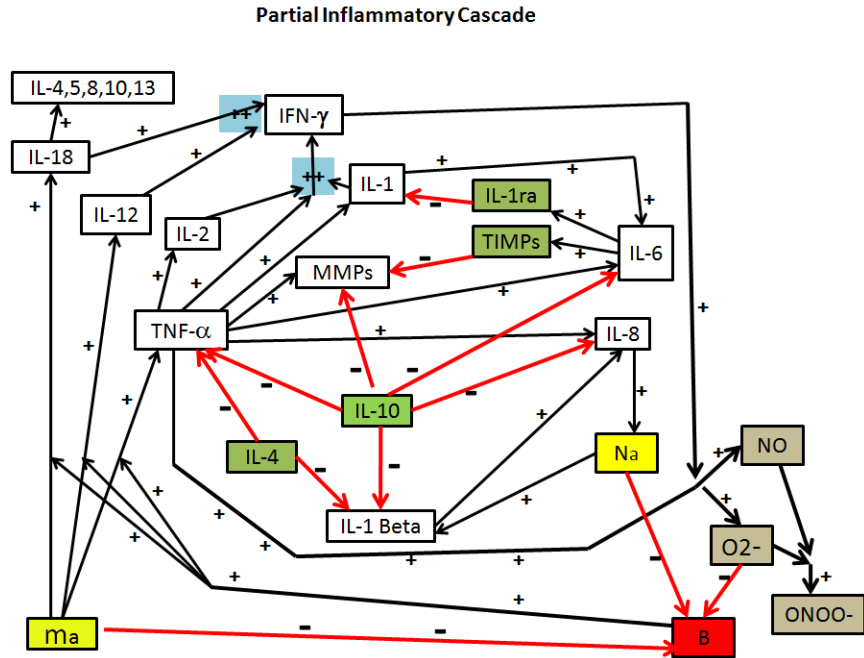 Partial Inflammatory Cascade
IL-4,5,8,10,13
++
IFN-γ
+
+
IL-18
+
+
++
IL-1
+
+
+
IL-1ra
-
+
IL-12
IL-2
+
TIMPs
-
+
IL-6
MMPs
+
+
+
+
+
TNF-α
+
IL-8
+
+
-
-
-
+
+
-
IL-10
-
-
+
IL-4
-
-
+
Na
+
NO
+
IL-1 Beta
+
+
+
+
+
+
+
O2-
-
-
+
+
+
ma
-
-
B
ONOO-